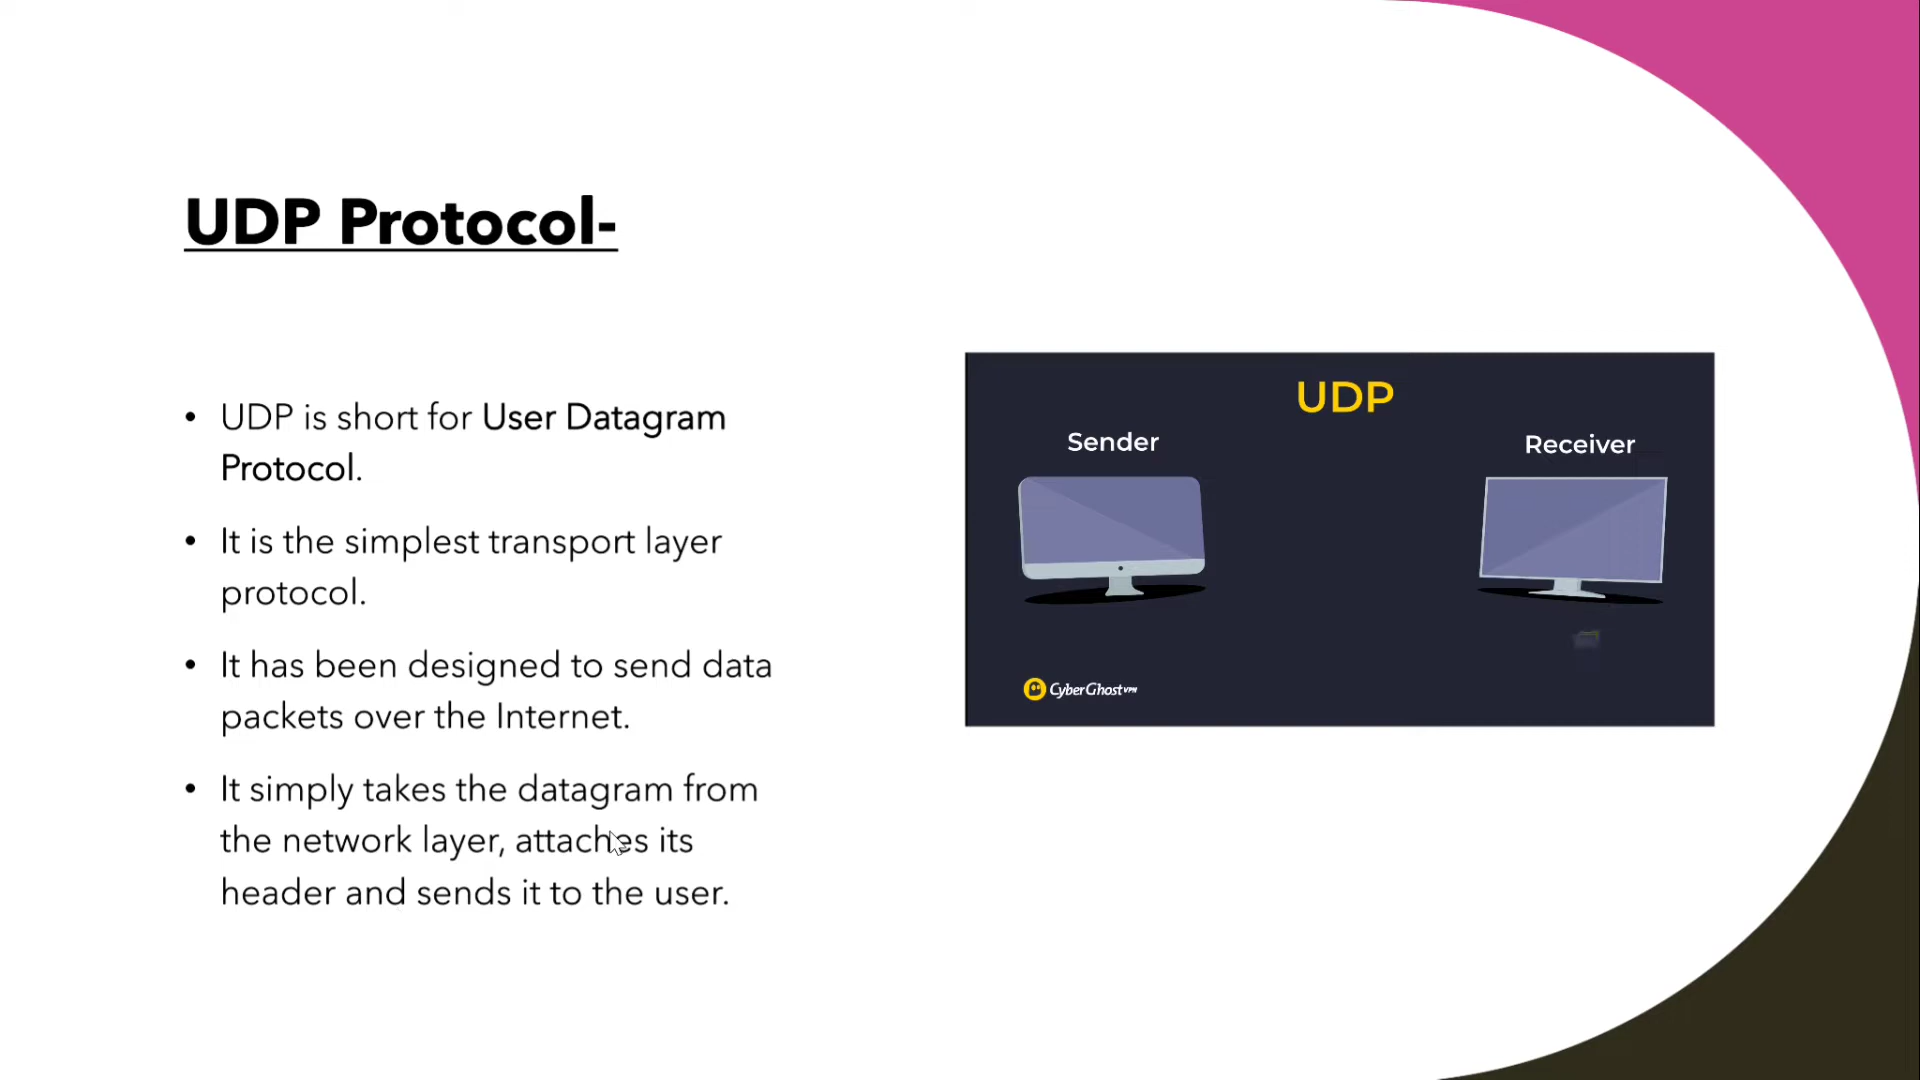 UDP Protocol-
• UDP is short for User Datagram
Protocol.
• It is the simplest transport layer
protocol.
• It has been designed to send data
packets over the Internet.
• It simply takes the datagram from
the network layer, attaches its
header and sends it to the user.
UDP
Sender
Receiver
CyberGhost VPN